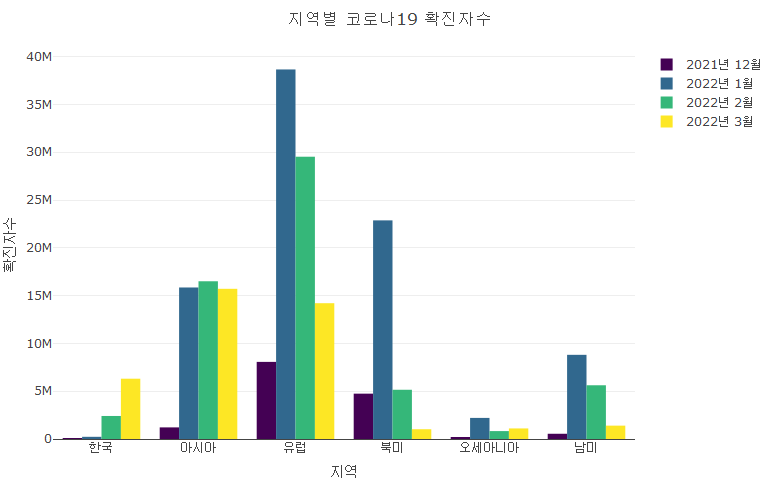 지역별 코로나19 확진자수
40M
35M
30M
25M
20M
15M
10M
5M
0
확진자수
한국 아시아 유럽 북미 오세아니아 남미
지역
2021년 12월
2022년 1월
2022년 2월
2022년 3월